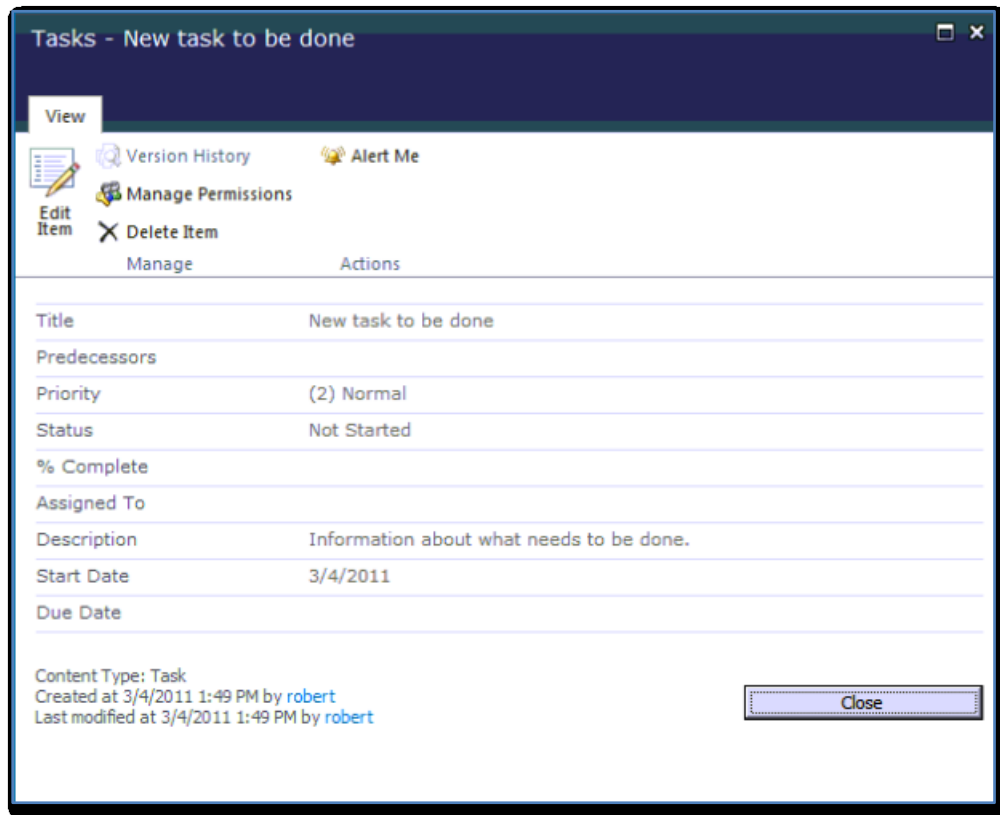 Tasks - New task to be done
View
Version History Alert Me
Manage Permissions
Edit
Item
Delete Item
Manage Actions
Title New task to be done
Predecessors
Priority (2) Normal
Status Not Started
% Complete
Assigned To
Description Information about what needs to be done.
Start Date 3/4/2011
Due Date
Content Type: Task
Created at 3/4/2011 1:49 PM by robert
Last modified at 3/4/2011 1:49 PM by robert
Close